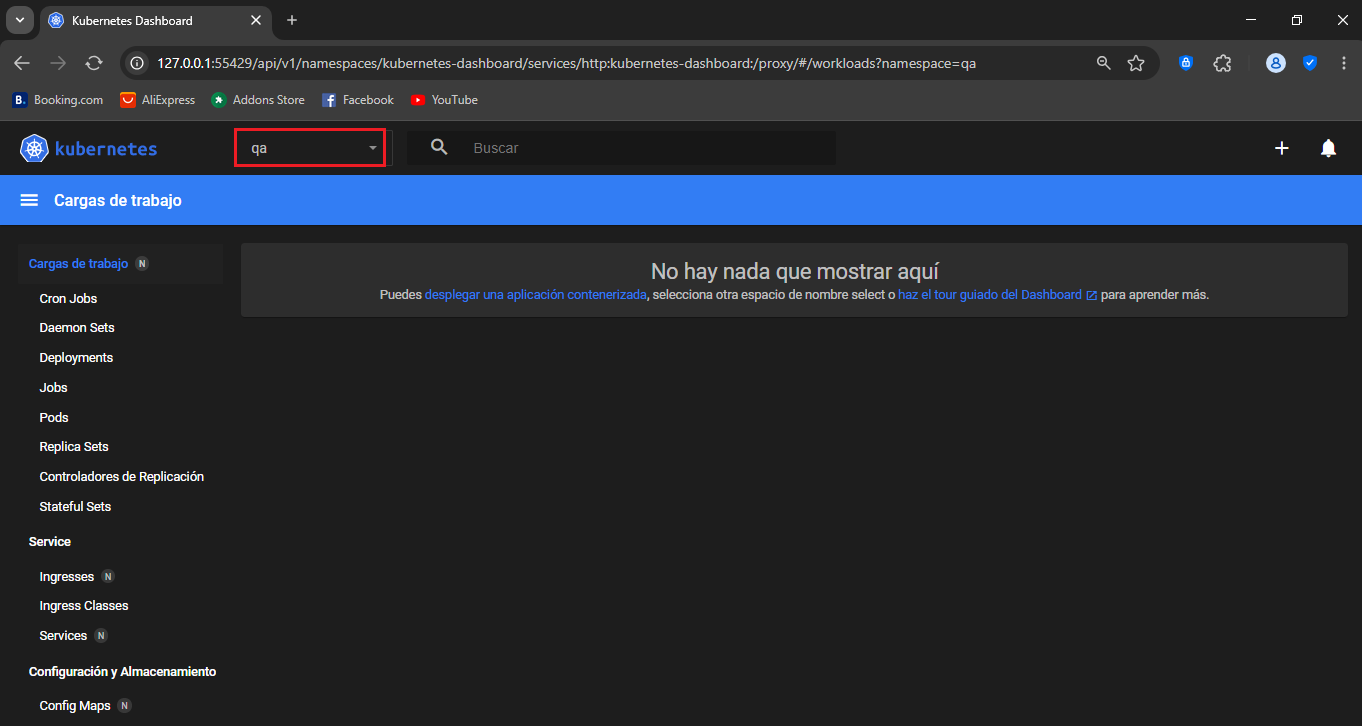 Kubernetes Dashboard
127.0.0.1:55429/api/v1/namespaces/kubernetes-dashboard/services/http:kubernetes-dashboard:/proxy/#/workloads?namespace=qa
B. Booking.com AliExpress Addons Store Facebook YouTube
kubernetes qa Buscar
Cargas de trabajo
Cargas de trabajo N
No hay nada que mostrar aquí
Puedes desplegar una aplicación contenerizada, selecciona otra espacio de nombre select o haz el tour guiado del Dashboard para aprender más.
Cron Jobs
Daemon Sets
Deployments
Jobs
Pods
Replica Sets
Controladores de Replicación
Stateful Sets
Service
Ingresses N
Ingress Classes
Services N
Configuración y Almacenamiento
Config Maps N